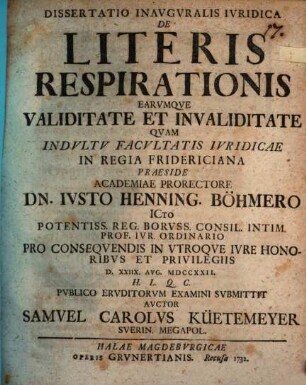 DISSERTATIO INAVGVRALIS IVRIDICA
17.
DE
LITERIS
RESPIRATIONIS
EARVMQVE
VALIDITATE ET INVALIDITATE
QVAM
INDVLTV FACVLTATIS IVRIDICAE
IN REGIA FRIDERICIANA
PRAESIDE
ACADEMIAE PRORECTORE
DN. IVSTO HENNING. BÖHMERO
ICto
POTENTISS. REG. BORVSS. CONSIL. INTIM.
PROF. IVR ORDINARIO
PRO CONSEQVENDIS IN VTROQVE IVRE HONO-
RIBVS ET PRIVILEGIIS
D. XXIIX. AVG. MDCCXXII.
H. L. Q. C.
PVBLICO ERVDITORVM EXAMINI SVBMITTIT
AVCTOR
SAMVEL CAROLVS KÜETEMEYER
SVERIN. MEGAPOL.
HALAE MAGDEBVRGICAE
OPERIS GRVNERTIANIS. Recusa 1732.